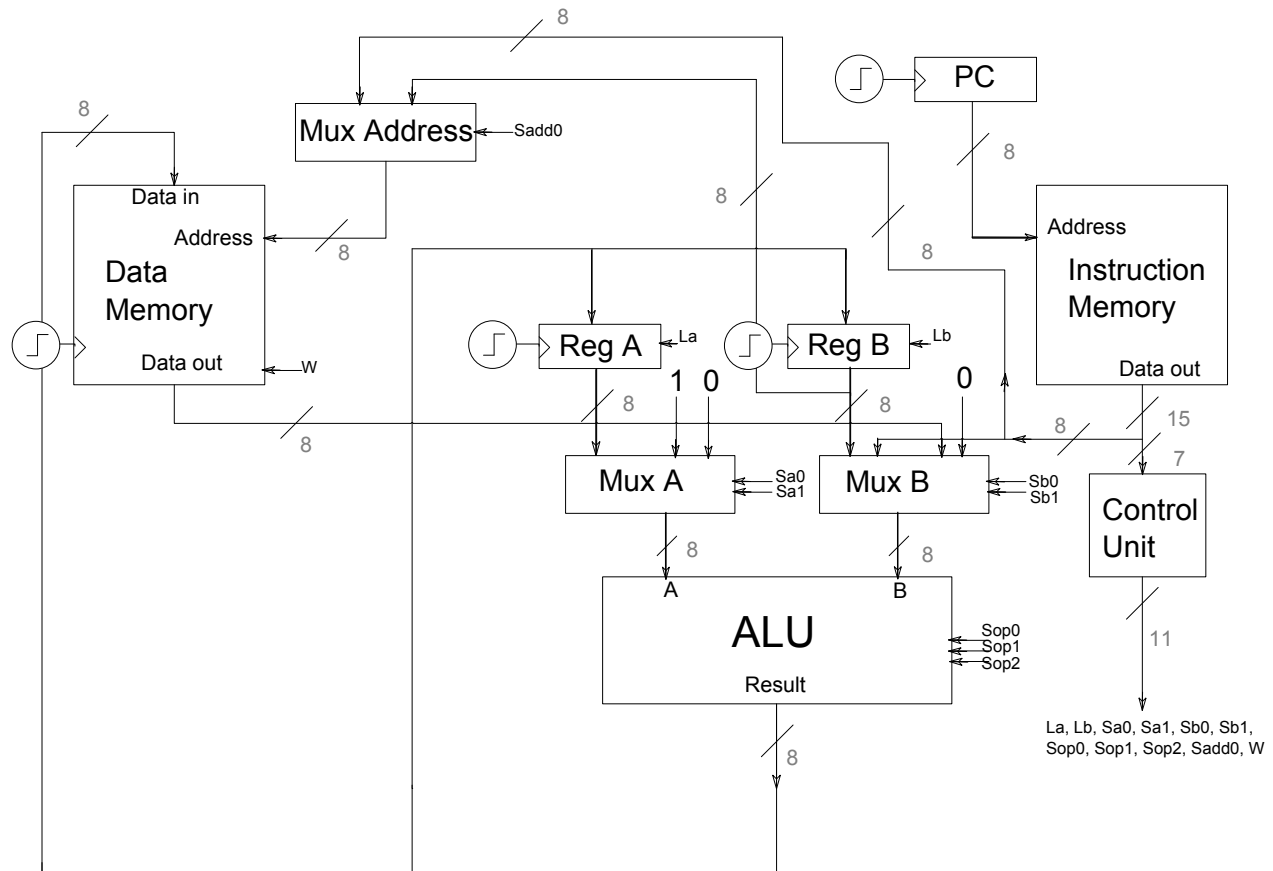 8
PC
8
Mux Address
Sadd0
8
8
Data in
8
Address
8
Data
Memory
Data out
W
8
Address
Instruction
Memory
Data out
Reg A
La
Reg B
Lb
1
0
0
8
8
8
15
8
7
Mux A
Sa0
Sa1
Mux B
Sb0
Sb1
Control
Unit
8
8
A
B
ALU
Sop0
Sop1
Sop2
Result
11
8
La, Lb, Sa0, Sa1, Sb0, Sb1,
Sop0, Sop1, Sop2, Sadd0, W